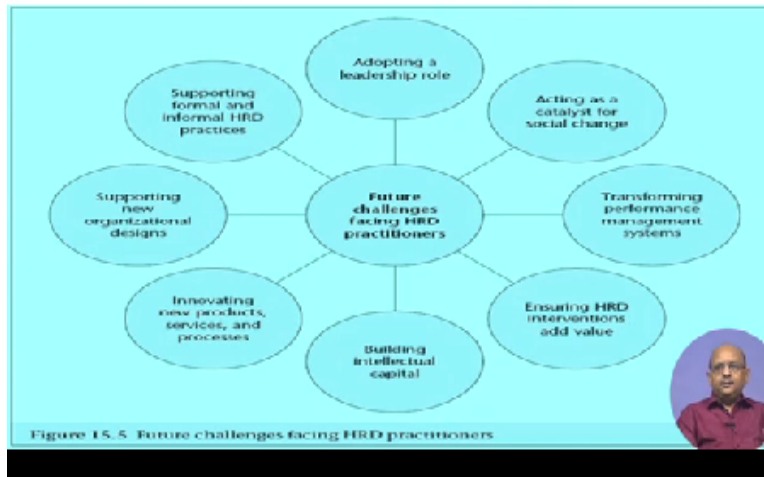 Adopting a
leadership role
Supporting
formal and
informal HRD
practices
Acting as a
catalyst for
social change
Supporting
new
organizational
designs
Future
challenges
facing HRD
practitioners
Transforming
performance
management
systems
Innovating
new products,
services, and
processes
Ensuring HRD
interventions
add value
Building
intellectual
capital
Figure 15.5 Future challenges facing HRD practitioners